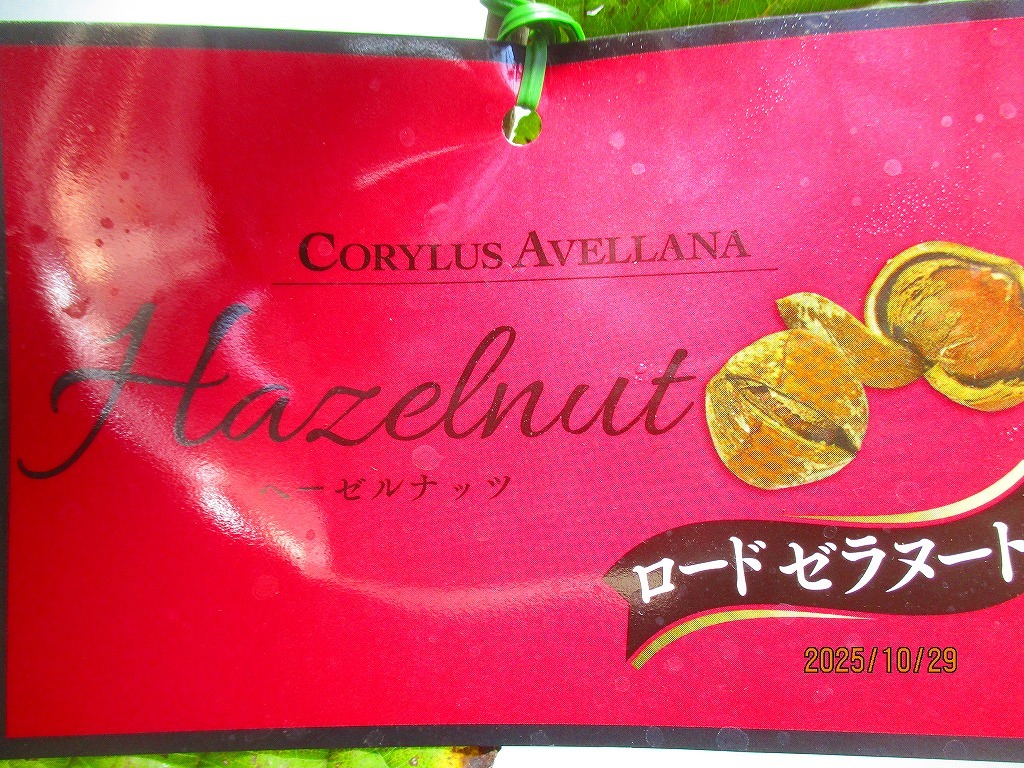 CORYLUS AVELLANA
Hazelnut
ヘーゼルナッツ
ロード ゼラヌート
2025/10/29